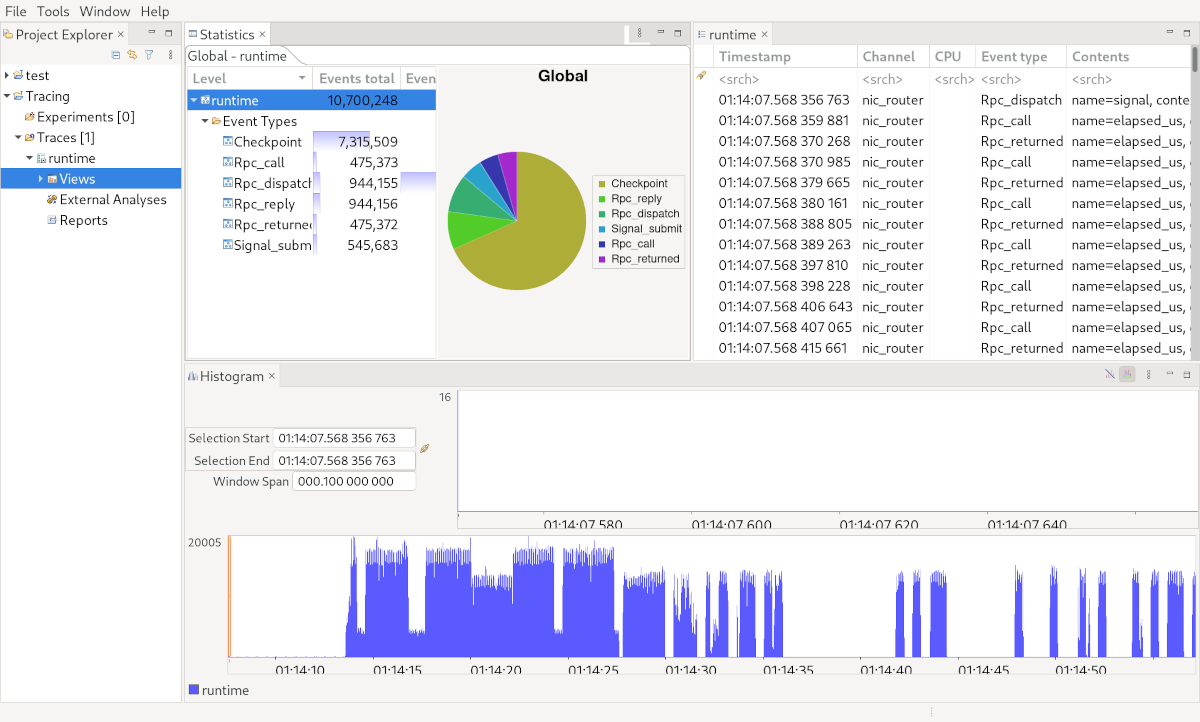 File Tools Window Help
Project Explorer
test
Tracing
Experiments [0]
Traces [1]
runtime
Views
External Analyses
Reports
Statistics
Global - runtime
Level Events total Even
runtime 10,700,248
Event Types
Checkpoint 7,315,509
Rpc_call 475,373
Rpc_dispatch 944,155
Rpc_reply 944,156
Rpc_returned 475,372
Signal_subm 545,683
Global
Checkpoint
Rpc_reply
Rpc_dispatch
Signal_submit
Rpc_call
Rpc_returned
runtime
Timestamp Channel CPU Event type Contents
<srch> <srch> <srch> <srch> <srch>
01:14:07.568 356 763 nic_router Rpc_dispatch name=signal, conte
01:14:07.568 359 881 nic_router Rpc_call name=elapsed_us,
01:14:07.568 370 268 nic_router Rpc_returned name=elapsed_us,
01:14:07.568 370 985 nic_router Rpc_call name=elapsed_us,
01:14:07.568 379 665 nic_router Rpc_returned name=elapsed_us,
01:14:07.568 380 161 nic_router Rpc_call name=elapsed_us,
01:14:07.568 388 805 nic_router Rpc_returned name=elapsed_us,
01:14:07.568 389 263 nic_router Rpc_call name=elapsed_us,
01:14:07.568 397 810 nic_router Rpc_returned name=elapsed_us,
01:14:07.568 398 228 nic_router Rpc_call name=elapsed_us,
01:14:07.568 406 643 nic_router Rpc_returned name=elapsed_us,
01:14:07.568 407 065 nic_router Rpc_call name=elapsed_us,
01:14:07.568 415 661 nic_router Rpc_returned name=elapsed_us,
Histogram
Selection Start 01:14:07.568 356 763
Selection End 01:14:07.568 356 763
Window Span 000.100 000 000
16
01:14:07.580 01:14:07.600 01:14:07.620 01:14:07.640
20005
01:14:10 01:14:15 01:14:20 01:14:25 01:14:30 01:14:35 01:14:40 01:14:45 01:14:50
runtime